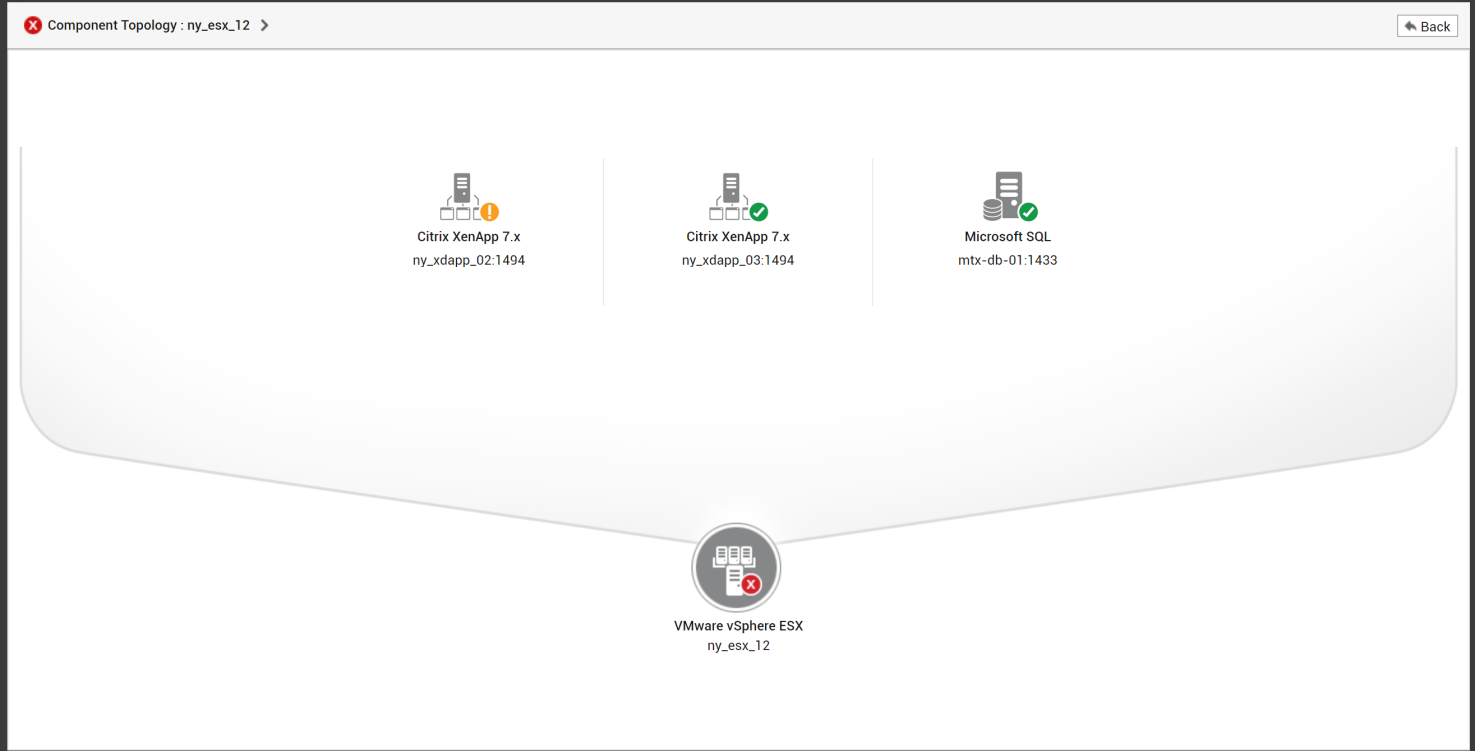 Component Topology : ny_esx_12
Back
Citrix XenApp 7.x
ny_xdapp_02:1494
Citrix XenApp 7.x
ny_xdapp_03:1494
Microsoft SQL
mtx-db-01:1433
VMware vSphere ESX
ny_esx_12